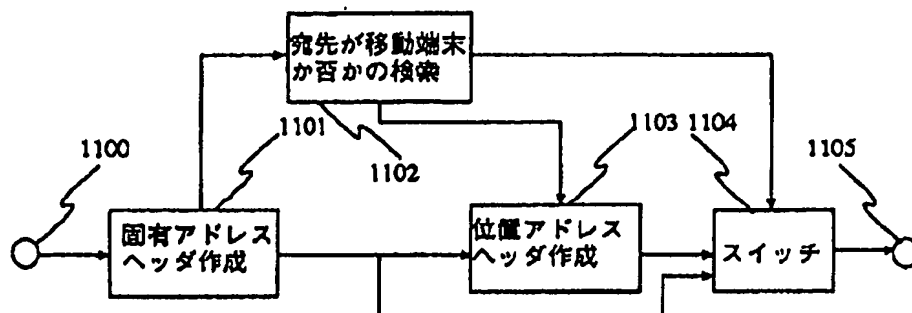 宛先が移動端末
か否かの検索
1100
1101
1102
1103 1104
1105
固有アドレス
ヘッダ作成
位置アドレス
ヘッダ作成
スイッチ